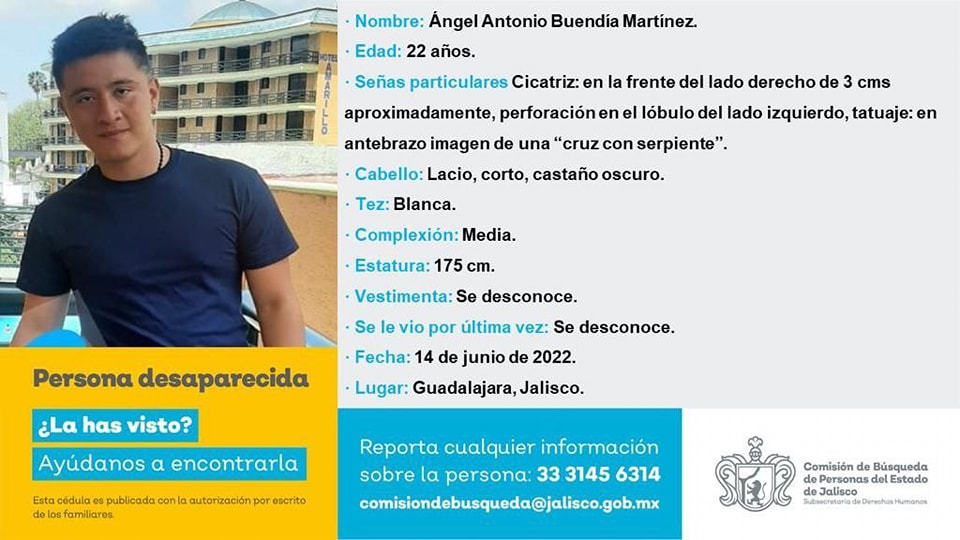 HOTEL AMARILLO
· Nombre: Ángel Antonio Buendía Martínez.
· Edad: 22 años.
· Señas particulares Cicatriz: en la frente del lado derecho de 3 cms
aproximadamente, perforación en el lóbulo del lado izquierdo, tatuaje: en
antebrazo imagen de una “cruz con serpiente”.
· Cabello: Lacio, corto, castaño oscuro.
· Tez: Blanca.
· Complexión: Media.
· Estatura: 175 cm.
· Vestimenta: Se desconoce.
· Se le vio por última vez: Se desconoce.
· Fecha: 14 de junio de 2022.
· Lugar: Guadalajara, Jalisco.
Persona desaparecida
¿La has visto?
Ayúdanos a encontrarla
Esta cédula es publicada con la autorización por escrito
de los familiares.
Reporta cualquier información
sobre la persona: 33 3145 6314
comisiondebusqueda@jalisco.gob.mx
Comisión de Búsqueda
de Personas del Estado
de Jalisco
Subsecretaría de Derechos Humanos